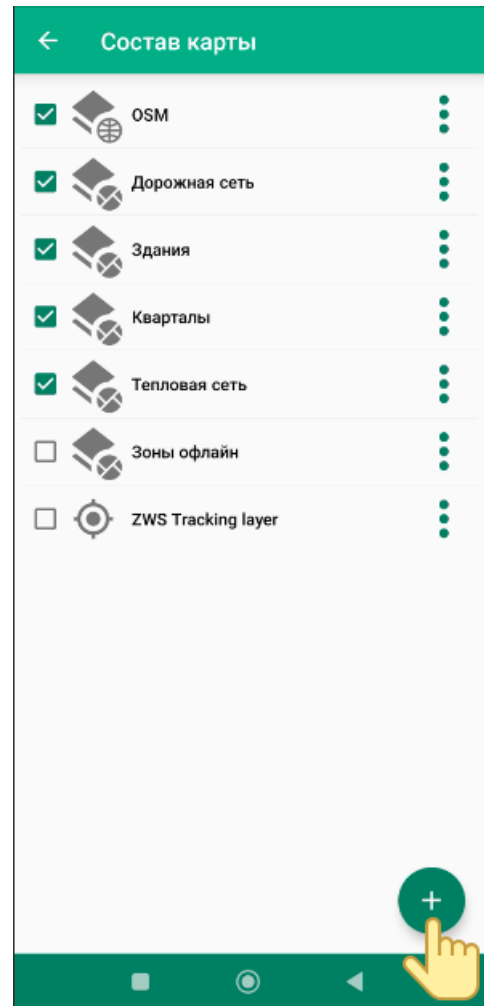 Состав карты
OSM
Дорожная сеть
Здания
Кварталы
Тепловая сеть
Зоны офлайн
ZWS Tracking layer